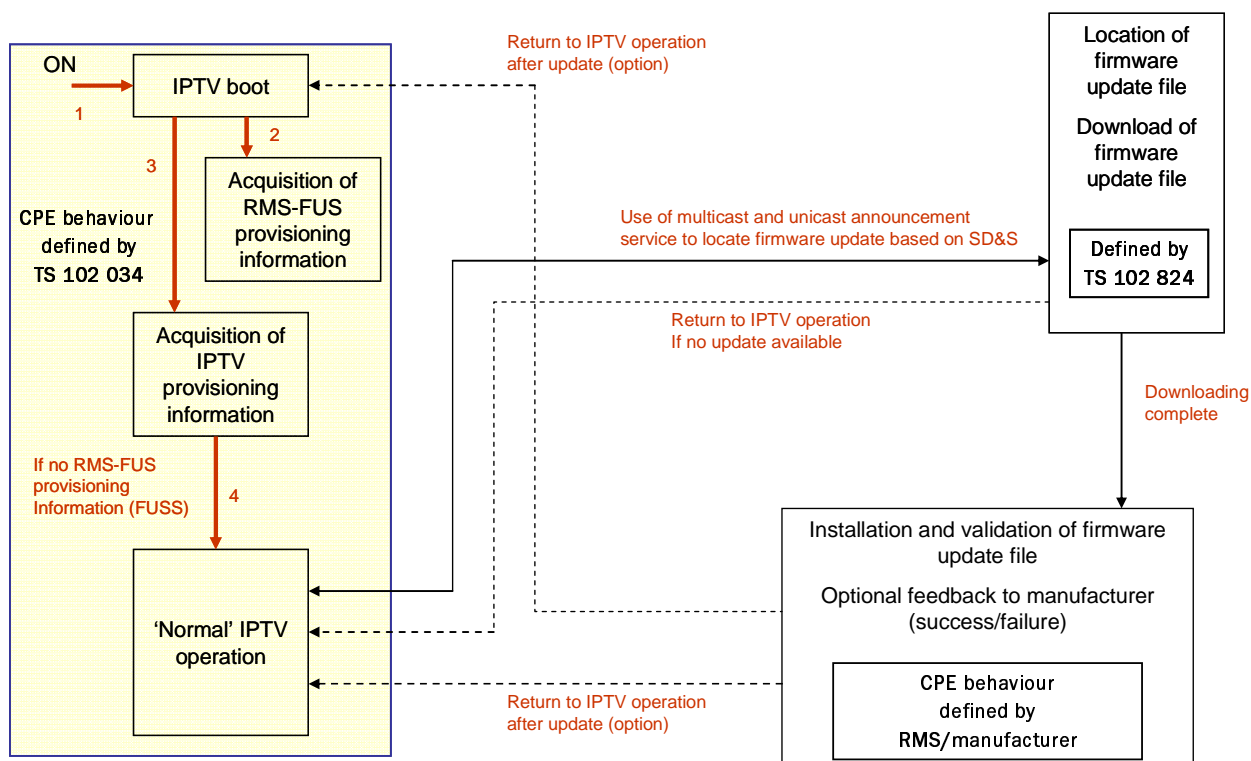 ON
1
IPTV boot
2
3
Acquisition of
RMS-FUS
provisioning
information
CPE behaviour
defined by
TS 102 034
Acquisition of
IPTV
provisioning
information
If no RMS-FUS
provisioning
Information (FUSS)
4
‘Normal’ IPTV
operation
Return to IPTV operation
after update (option)
Use of multicast and unicast announcement
service to locate firmware update based on SD&S
Return to IPTV operation
If no update available
Return to IPTV operation
after update (option)
Location of
firmware
update file
Download of
firmware
update file
Defined by
TS 102 824
Downloading
complete
Installation and validation of firmware
update file
Optional feedback to manufacturer
(success/failure)
CPE behaviour
defined by
RMS/manufacturer